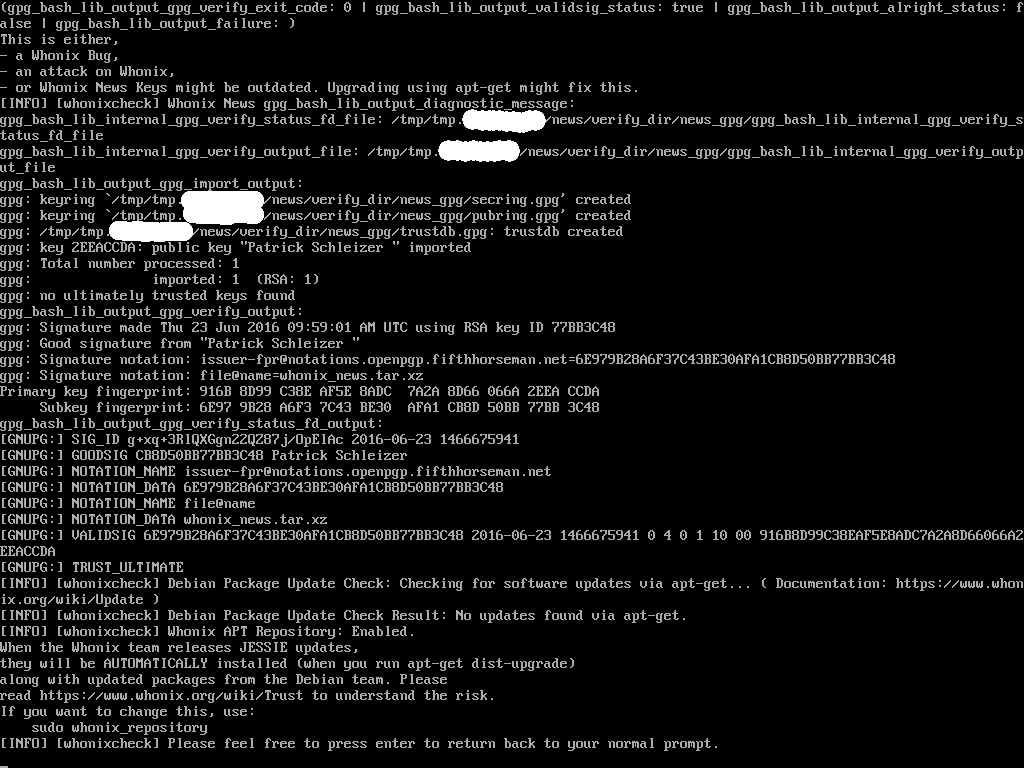 (gpg_bash_lib_output_gpg_verify_exit_code: 0 | gpg_bash_lib_output_validsig_status: true | gpg_bash_lib_output_alright_status: f
alse | gpg_bash_lib_output_failure: )
This is either,
- a Whonix Bug,
- an attack on Whonix,
- or Whonix News Keys might be outdated. Upgrading using apt-get might fix this.
[INFO] [whonixcheck] Whonix News gpg_bash_lib_output_diagnostic_message:
gpg_bash_lib_internal_gpg_verify_status_fd_file: /tmp/tmp. /news/verify_dir/news_gpg/gpg_bash_lib_internal_gpg_verify_s
tatus_fd_file
gpg_bash_lib_internal_gpg_verify_output_file: /tmp/tmp. /news/verify_dir/news_gpg/gpg_bash_lib_internal_gpg_verify_outp
ut_file
gpg_bash_lib_output_gpg_import_output:
gpg: keyring `/tmp/tmp. /news/verify_dir/news_gpg/secring.gpg' created
gpg: keyring `/tmp/tmp. /news/verify_dir/news_gpg/pubring.gpg' created
gpg: /tmp/tmp. /news/verify_dir/news_gpg/trustdb.gpg: trustdb created
gpg: key 2EEACCDA: public key "Patrick Schleizer " imported
gpg: Total number processed: 1
gpg:               imported: 1  (RSA: 1)
gpg: no ultimately trusted keys found
gpg_bash_lib_output_gpg_verify_output:
gpg: Signature made Thu 23 Jun 2016 09:59:01 AM UTC using RSA key ID 77BB3C48
gpg: Good signature from "Patrick Schleizer "
gpg: Signature notation: issuer-fpr@notations.openpgp.fifthhorseman.net=6E979B28A6F37C43BE30AFA1CB8D50BB77BB3C48
gpg: Signature notation: file@name=whonix_news.tar.xz
Primary key fingerprint: 916B 8D99 C38E AF5E 8ADC  7A2A 8D66 066A 2EEA CCDA
     Subkey fingerprint: 6E97 9B28 A6F3 7C43 BE30  AFA1 CB8D 50BB 77BB 3C48
gpg_bash_lib_output_gpg_verify_status_fd_output:
[GNUPG:] SIG_ID g+xq+3RlQXGgn22QZ87j/OpElAc 2016-06-23 1466675941
[GNUPG:] GOODSIG CB8D50BB77BB3C48 Patrick Schleizer
[GNUPG:] NOTATION_NAME issuer-fpr@notations.openpgp.fifthhorseman.net
[GNUPG:] NOTATION_DATA 6E979B28A6F37C43BE30AFA1CB8D50BB77BB3C48
[GNUPG:] NOTATION_NAME file@name
[GNUPG:] NOTATION_DATA whonix_news.tar.xz
[GNUPG:] VALIDSIG 6E979B28A6F37C43BE30AFA1CB8D50BB77BB3C48 2016-06-23 1466675941 0 4 0 1 10 00 916B8D99C38EAF5E8ADC7A2A8D66066A2
EEACCDA
[GNUPG:] TRUST_ULTIMATE
[INFO] [whonixcheck] Debian Package Update Check: Checking for software updates via apt-get... ( Documentation: https://www.whon
ix.org/wiki/Update )
[INFO] [whonixcheck] Debian Package Update Check Result: No updates found via apt-get.
[INFO] [whonixcheck] Whonix APT Repository: Enabled.
When the Whonix team releases JESSIE updates,
they will be AUTOMATICALLY installed (when you run apt-get dist-upgrade)
along with updated packages from the Debian team. Please
read https://www.whonix.org/wiki/Trust to understand the risk.
If you want to change this, use:
    sudo whonix_repository
[INFO] [whonixcheck] Please feel free to press enter to return back to your normal prompt.